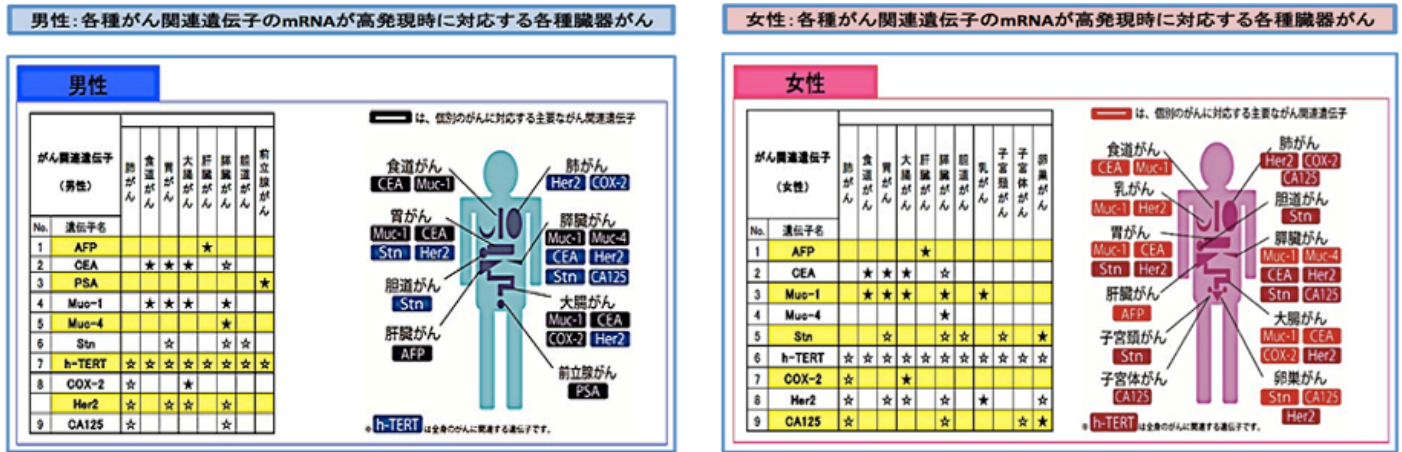 男性:各種がん関連遺伝子のmRNAが高発現時に対応する各種臓器がん
男性
がん関連遺伝子
(男性)
肺がん
食道がん
胃がん
大腸がん
肝臓がん
膵臓がん
胆道がん
前立腺がん
No. 遺伝子名
1 AFP ★
2 CEA ★ ★ ★ ☆
3 PSA ★
4 Muc-1 ★ ★ ★ ★
5 Muc-4 ★
6 Stn ☆ ☆ ☆
7 h-TERT ☆ ☆ ☆ ☆ ☆ ☆ ☆ ☆
8 COX-2 ☆ ★
Her2 ☆ ☆ ☆ ☆
9 CA125 ☆ ☆
は、個別のがんに対応する主要ながん関連遺伝子
食道がん
CEA Muc-1
胃がん
Muc-1 CEA
Stn Her2
胆道がん
Stn
肝臓がん
AFP
肺がん
Her2 COX-2
膵臓がん
Muc-1 Muc-4
CEA Her2
Stn CA125
大腸がん
Muc-1 CEA
COX-2 Her2
前立腺がん
PSA
※ h-TERT は全身のがんに関連する遺伝子です。
女性:各種がん関連遺伝子のmRNAが高発現時に対応する各種臓器がん
女性
がん関連遺伝子
(女性)
肺がん
食道がん
胃がん
大腸がん
肝臓がん
膵臓がん
胆道がん
乳がん
子宮頸がん
子宮体がん
卵巣がん
No. 遺伝子名
1 AFP ★
2 CEA ★ ★ ★ ☆
3 Muc-1 ★ ★ ★ ★ ★
4 Muc-4 ★
5 Stn ☆ ☆ ☆ ☆ ★
6 h-TERT ☆ ☆ ☆ ☆ ☆ ☆ ☆ ☆ ☆ ☆ ☆
7 COX-2 ☆ ★
8 Her2 ☆ ☆ ☆ ☆ ★ ☆
9 CA125 ☆ ☆ ☆ ★
は、個別のがんに対応する主要ながん関連遺伝子
食道がん
CEA Muc-1
乳がん
Muc-1 Her2
胃がん
Muc-1 CEA
Stn Her2
肝臓がん
AFP
子宮頸がん
Stn
子宮体がん
CA125
肺がん
Her2 COX-2
CA125
胆道がん
Stn
膵臓がん
Muc-1 Muc-4
CEA Her2
Stn CA125
大腸がん
Muc-1 CEA
COX-2 Her2
卵巣がん
Stn CA125
Her2
※ h-TERT は全身のがんに関連する遺伝子です。